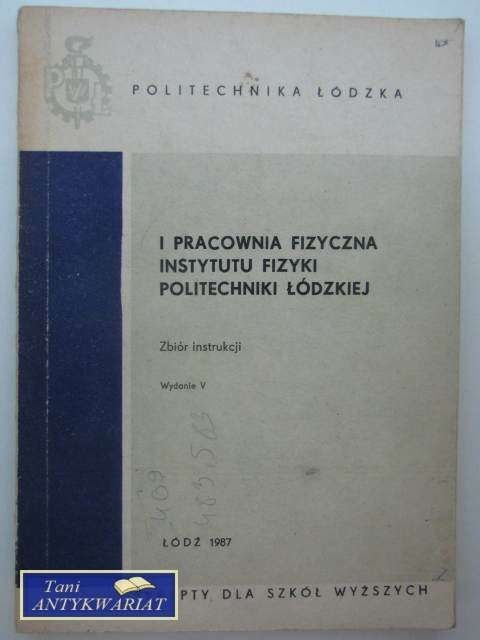 POLITECHNIKA ŁÓDZKA
I PRACOWNIA FIZYCZNA
INSTYTUTU FIZYKI
POLITECHNIKI ŁÓDZKIEJ
Zbiór instrukcji
Wydanie V
ŁÓDŹ 1987
PTY DLA SZKÓŁ WYŻSZYCH
Tani
ANTYKWARIAT